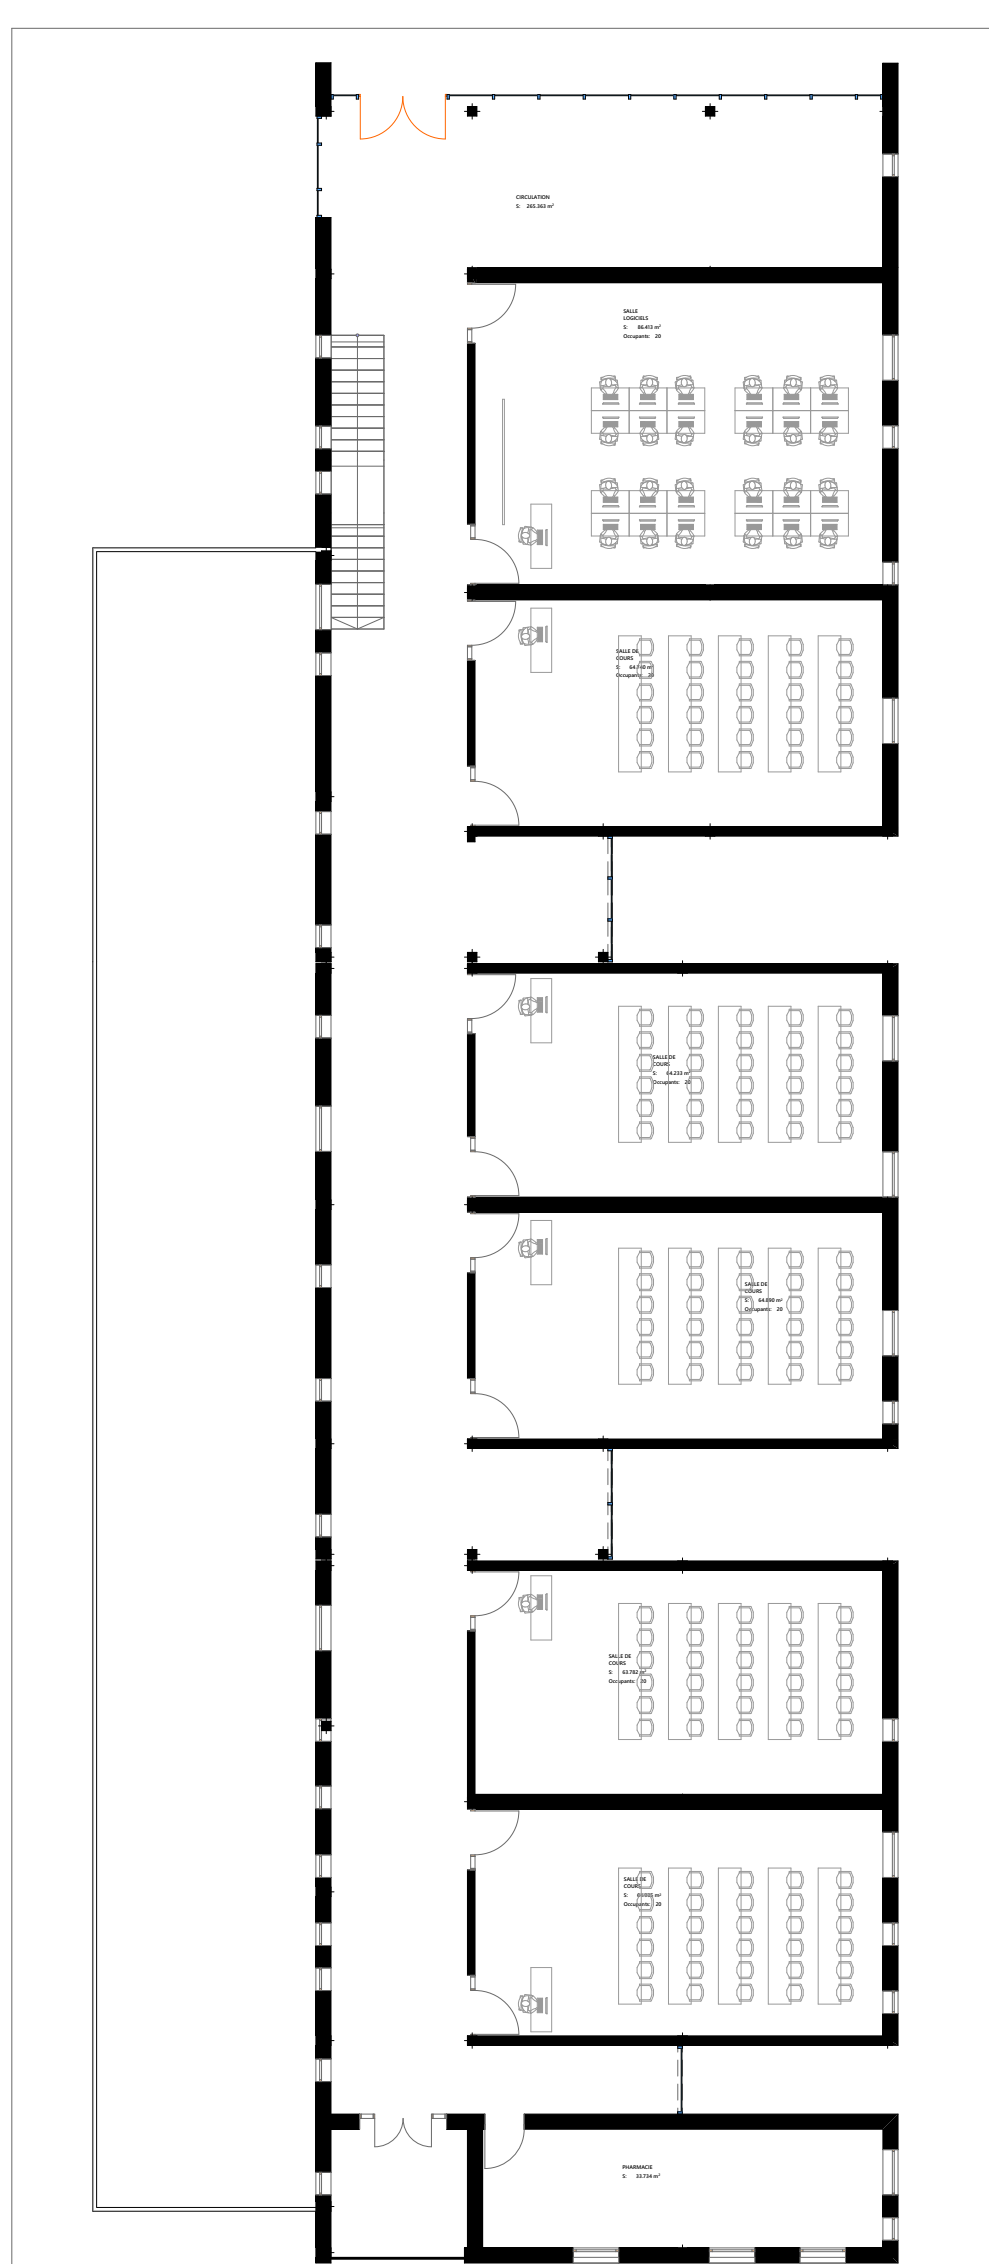 CIRCULATION
S: 265.363 m²
SALLE
LOGICIELS
S: 86.413 m²
Occupants: 20
SALLE DE
COURS
S: m²
Occupants: 20
SALLE DE
COURS
S: 64.233 m²
Occupants: 20
SALLE DE
COURS
S: m²
Occupants: 20
SALLE DE
COURS
S: 63.782 m²
Occupants: 20
SALLE DE
COURS
S: m²
Occupants: 20
PHARMACIE
S: 33.734 m²